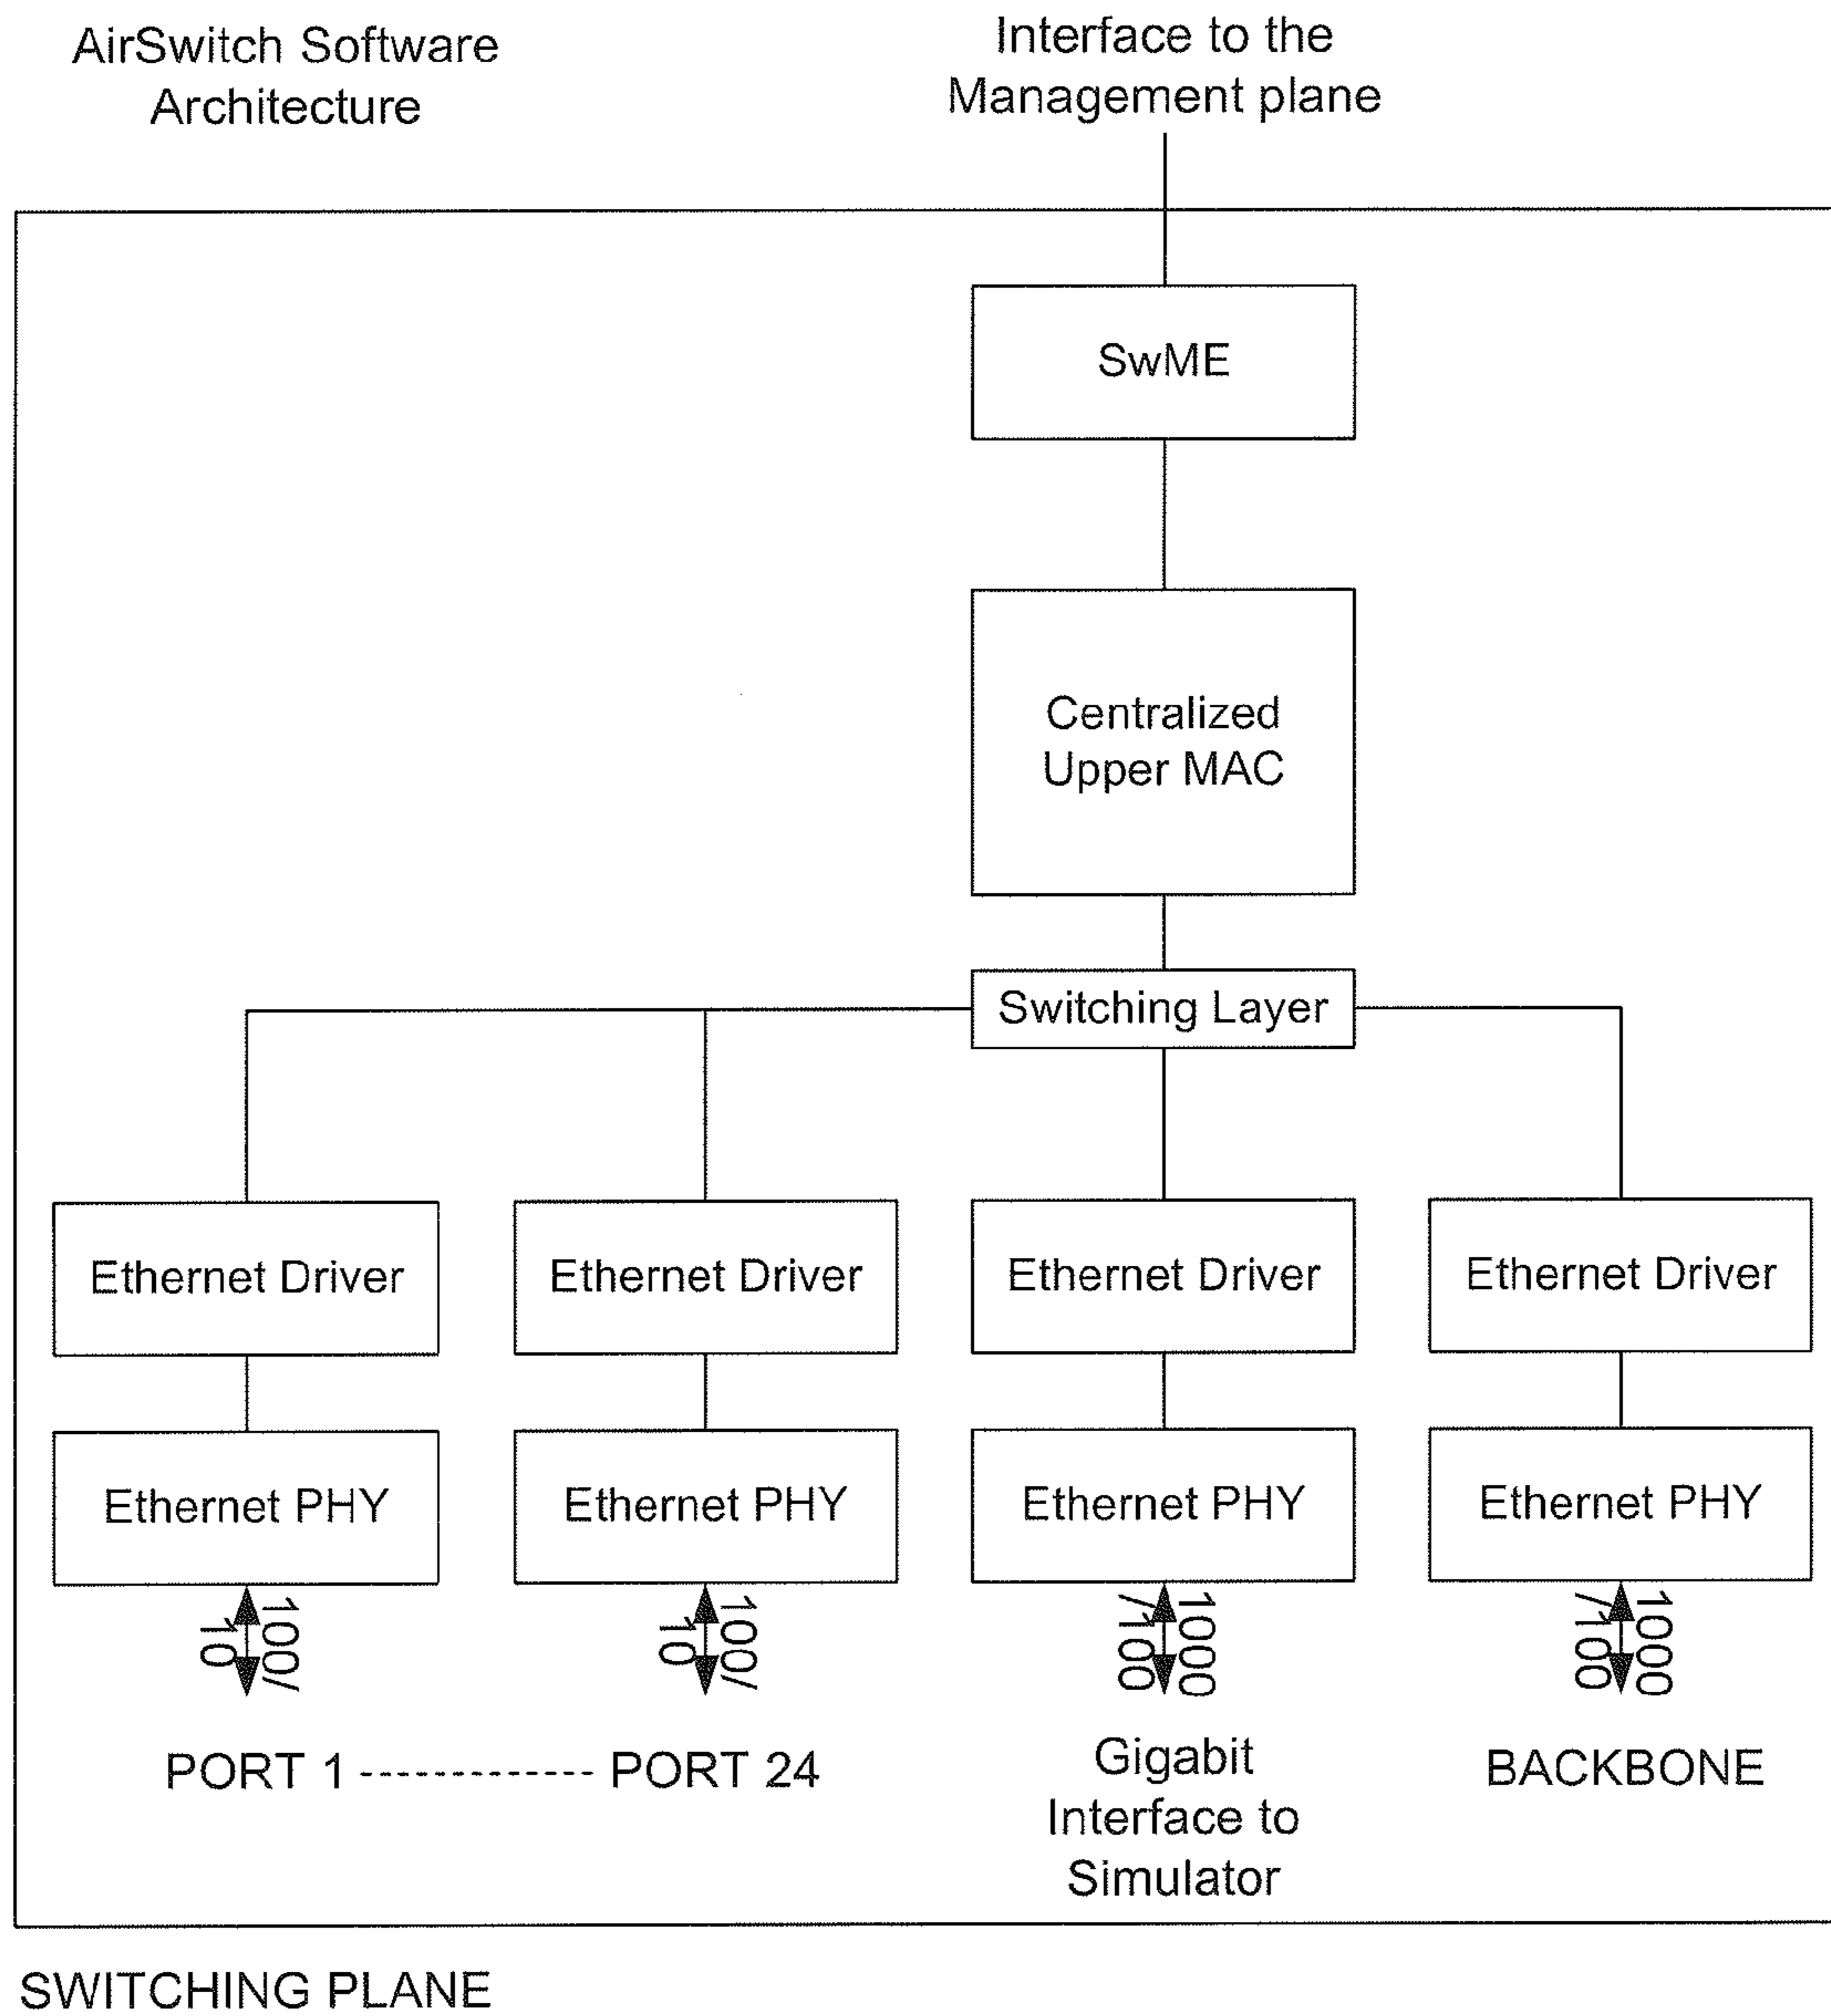 AirSwitch Software
Architecture
Interface to the
Management plane
SwME
Centralized
Upper MAC
Switching Layer
Ethernet Driver
Ethernet Driver
Ethernet Driver
Ethernet Driver
Ethernet PHY
Ethernet PHY
Ethernet PHY
Ethernet PHY
100/
10
100/
10
1000
/100
1000
/100
PORT 1 ------------ PORT 24
Gigabit
Interface to
Simulator
BACKBONE
SWITCHING PLANE